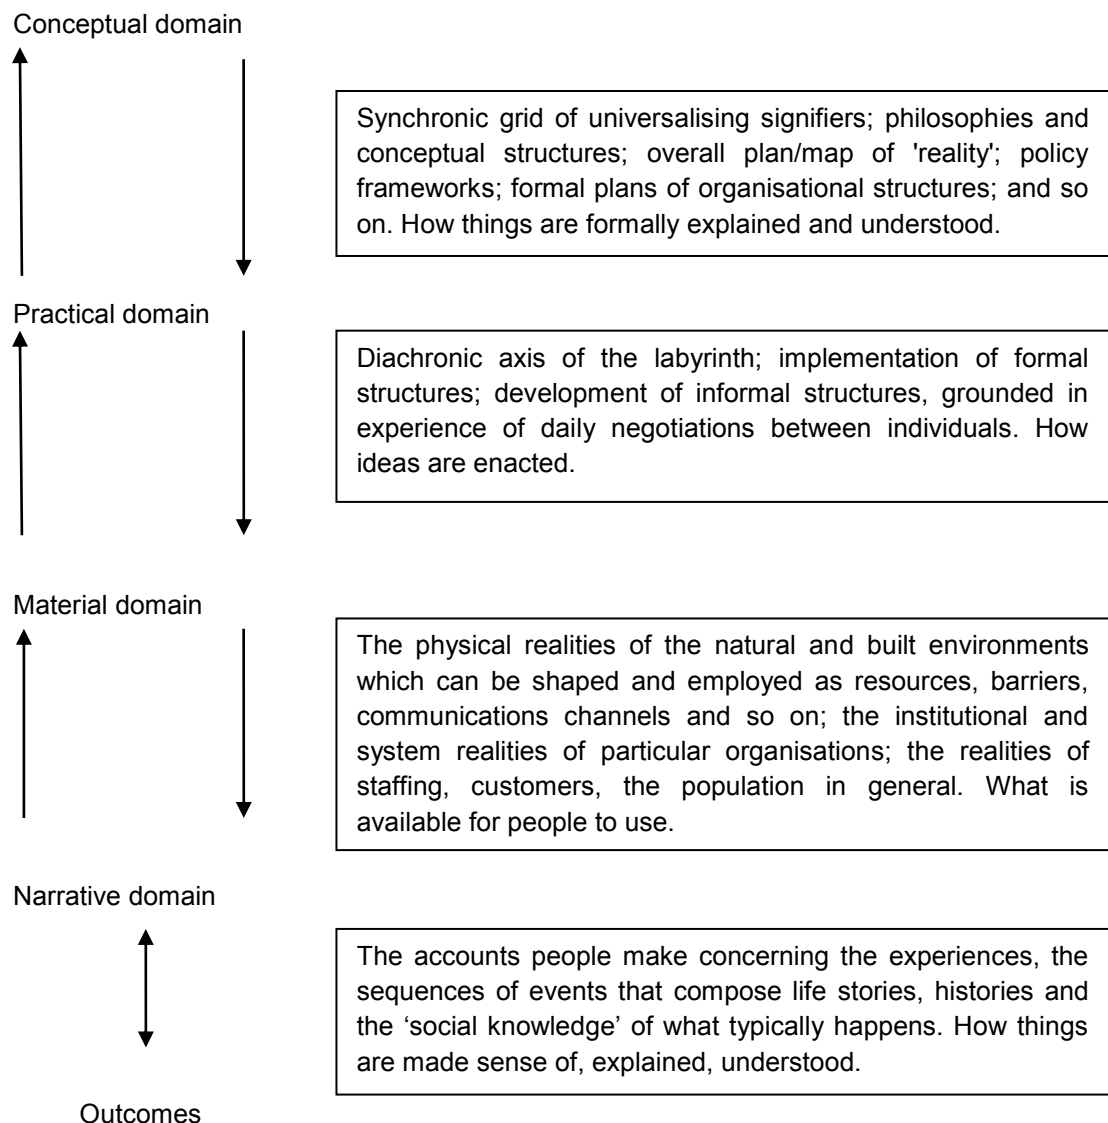 Conceptual domain
Synchronic grid of universalising signifiers; philosophies and
conceptual structures; overall plan/map of 'reality'; policy
frameworks; formal plans of organisational structures; and so
on. How things are formally explained and understood.
Practical domain
Diachronic axis of the labyrinth; implementation of formal
structures; development of informal structures, grounded in
experience of daily negotiations between individuals. How
ideas are enacted.
Material domain
The physical realities of the natural and built environments
which can be shaped and employed as resources, barriers,
communications channels and so on; the institutional and
system realities of particular organisations; the realities of
staffing, customers, the population in general. What is
available for people to use.
Narrative domain
The accounts people make concerning the experiences, the
sequences of events that compose life stories, histories and
the ‘social knowledge’ of what typically happens. How things
are made sense of, explained, understood.
Outcomes